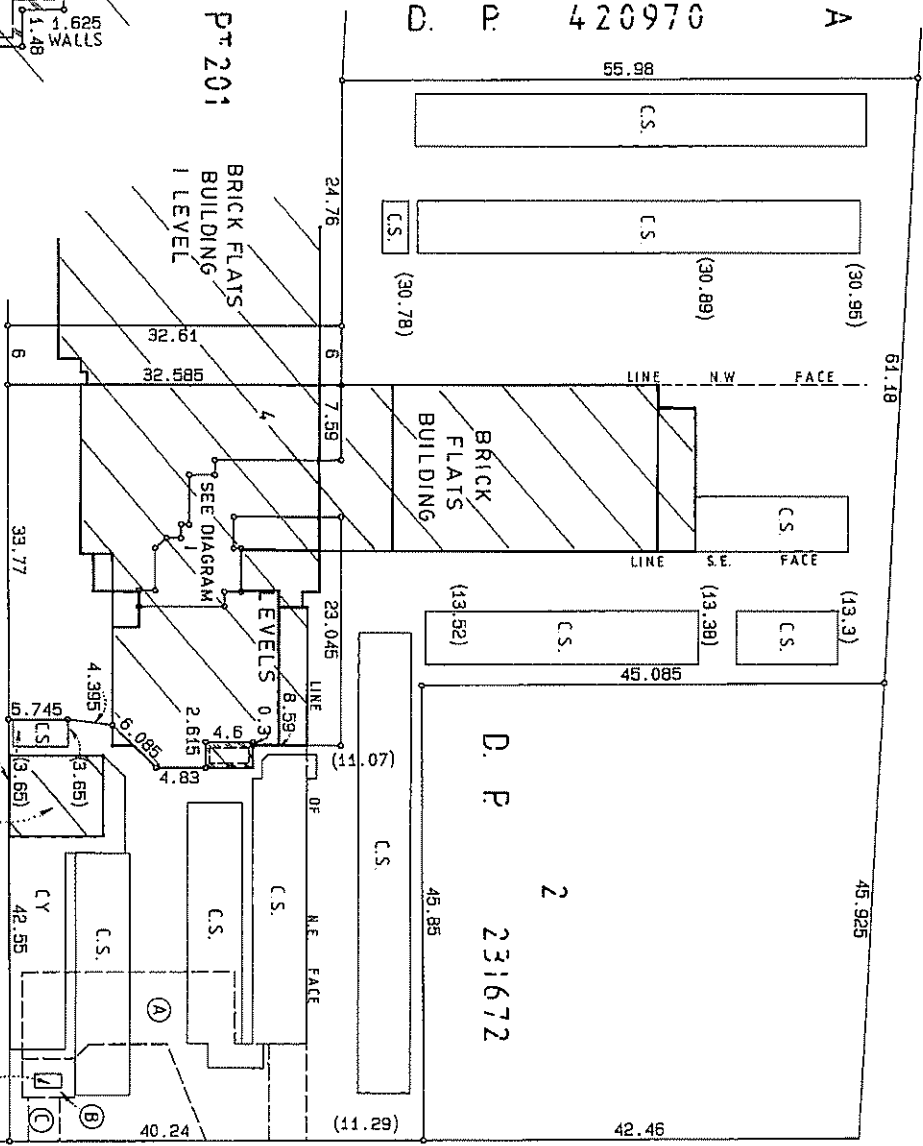 1.625
1.48
WALLS
D. P. 420970
A
PT 201
55.98
C.S.
C.S.
C.S.
(30.78)
(30.89)
(30.95)
24.76
61.18
BRICK FLATS
BUILDING
1 LEVEL
32.61
6
6
32.585
7.59
LINE N.W FACE
4
BRICK
FLATS
BUILDING
SEE DIAGRAM
1
C.S.
LINE S.E. FACE
33.77
LEVELS
23.045
(13.52)
(13.38)
(13.3)
C.S.
C.S.
45.085
4.395
5.745
C.S
(3.65)
(3.65)
6.085
2.615
4.83
4.6
0.3
8.59
LINE OF N.E. FACE
(11.07)
C.S.
D. P. 231672
2
45.85
45.925
CY
42.55
C.S.
C.S.
C.S.
A
B
C
40.24
(11.29)
42.46